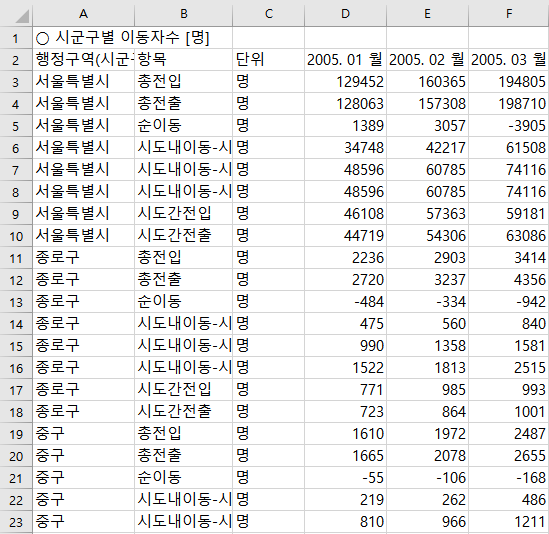 A B C D E F
1 ○ 시군구별 이동자수 [명]
2 행정구역(시군구 항목 단위 2005. 01 월 2005. 02 월 2005. 03 월
3 서울특별시 총전입 명 129452 160365 194805
4 서울특별시 총전출 명 128063 157308 198710
5 서울특별시 순이동 명 1389 3057 -3905
6 서울특별시 시도내이동-시 명 34748 42217 61508
7 서울특별시 시도내이동-시 명 48596 60785 74116
8 서울특별시 시도내이동-시 명 48596 60785 74116
9 서울특별시 시도간전입 명 46108 57363 59181
10 서울특별시 시도간전출 명 44719 54306 63086
11 종로구 총전입 명 2236 2903 3414
12 종로구 총전출 명 2720 3237 4356
13 종로구 순이동 명 -484 -334 -942
14 종로구 시도내이동-시 명 475 560 840
15 종로구 시도내이동-시 명 990 1358 1581
16 종로구 시도내이동-시 명 1522 1813 2515
17 종로구 시도간전입 명 771 985 993
18 종로구 시도간전출 명 723 864 1001
19 중구 총전입 명 1610 1972 2487
20 중구 총전출 명 1665 2078 2655
21 중구 순이동 명 -55 -106 -168
22 중구 시도내이동-시 명 219 262 486
23 중구 시도내이동-시 명 810 966 1211